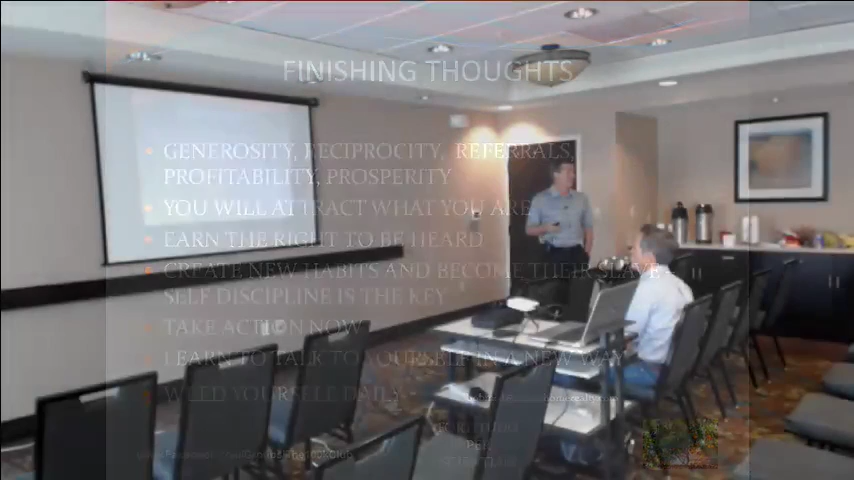 FINISHING THOUGHTS
• GENEROSITY, RECIPROCITY, REFERRALS,
PROFITABILITY, PROSPERITY
• YOU WILL ATTRACT WHAT YOU ARE
• EARN THE RIGHT TO BE HEARD
• CREATE NEW HABITS AND BECOME THEIR SLAVE
SELF DISCIPLINE IS THE KEY
• TAKE ACTION NOW
• LEARN TO TALK TO YOURSELF IN A NEW WAY
• WEED YOURSELF DAILY